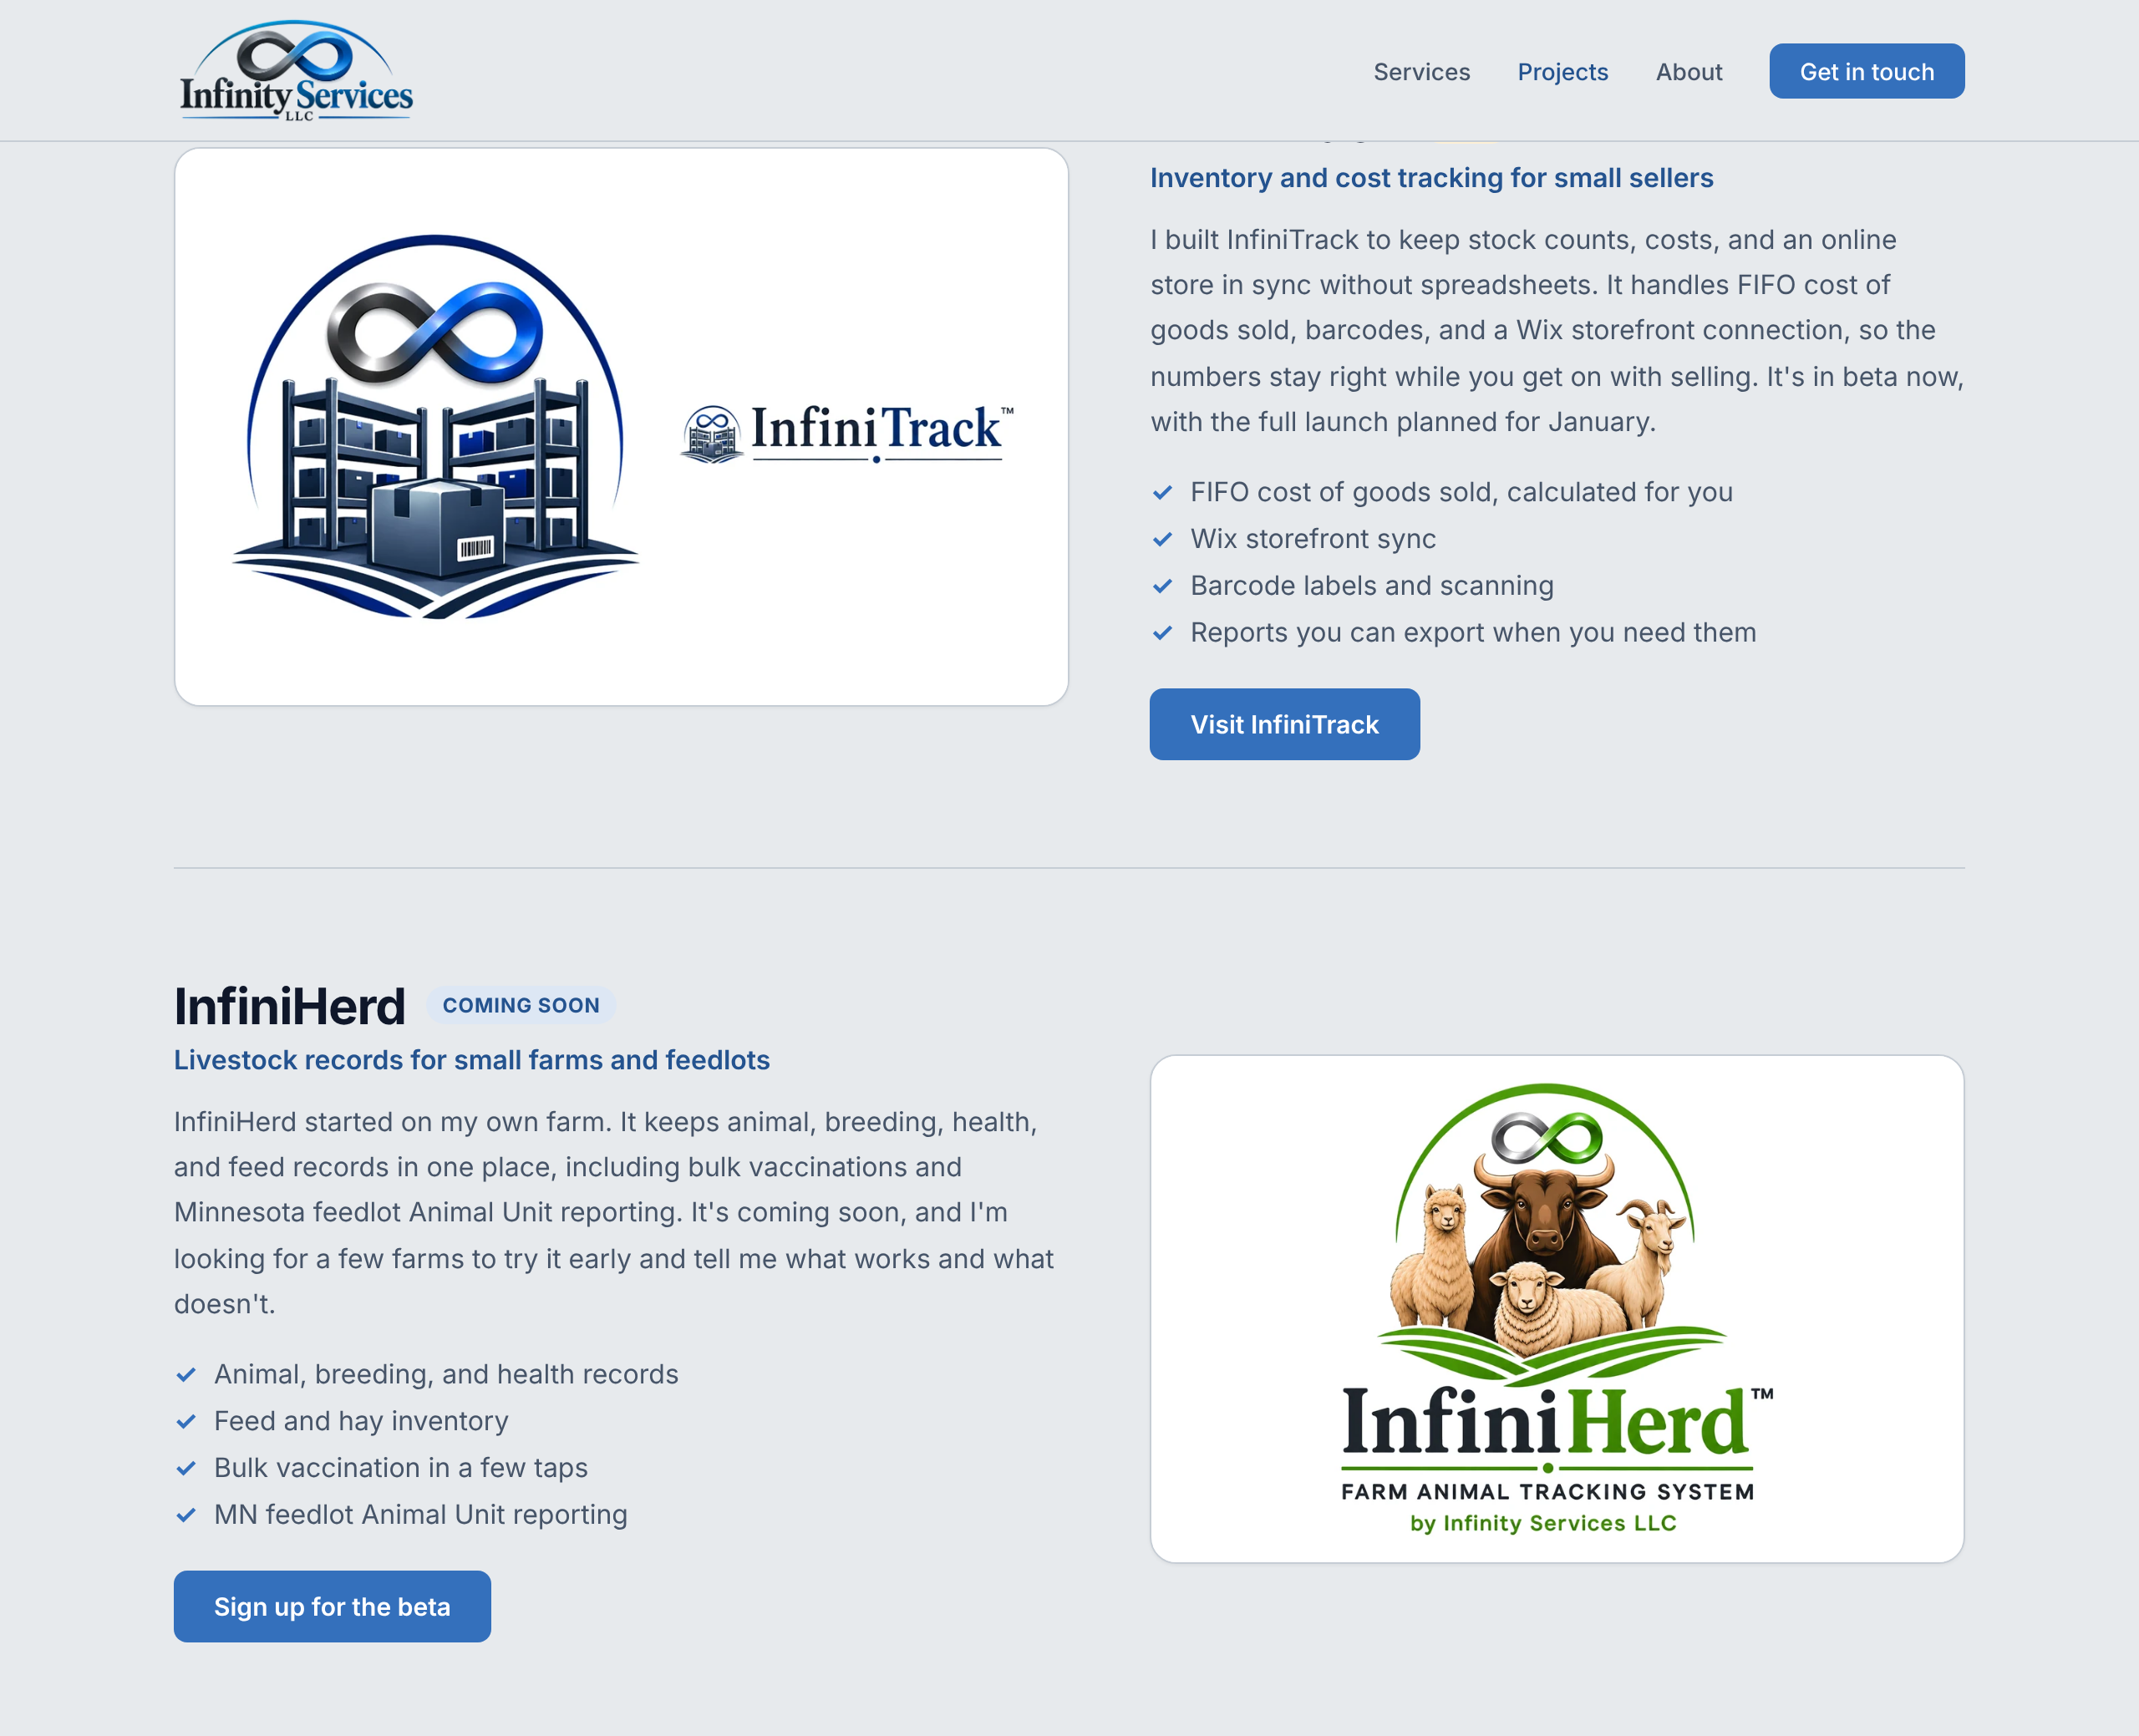 Infinity Services
LLC
Services
Projects
About
Get in touch
InfiniTrack™
Inventory and cost tracking for small sellers
I built InfiniTrack to keep stock counts, costs, and an online
store in sync without spreadsheets. It handles FIFO cost of
goods sold, barcodes, and a Wix storefront connection, so the
numbers stay right while you get on with selling. It's in beta now,
with the full launch planned for January.
FIFO cost of goods sold, calculated for you
Wix storefront sync
Barcode labels and scanning
Reports you can export when you need them
Visit InfiniTrack
InfiniHerd
COMING SOON
Livestock records for small farms and feedlots
InfiniHerd started on my own farm. It keeps animal, breeding, health,
and feed records in one place, including bulk vaccinations and
Minnesota feedlot Animal Unit reporting. It's coming soon, and I'm
looking for a few farms to try it early and tell me what works and what
doesn't.
Animal, breeding, and health records
Feed and hay inventory
Bulk vaccination in a few taps
MN feedlot Animal Unit reporting
Sign up for the beta
InfiniHerd™
FARM ANIMAL TRACKING SYSTEM
by Infinity Services LLC